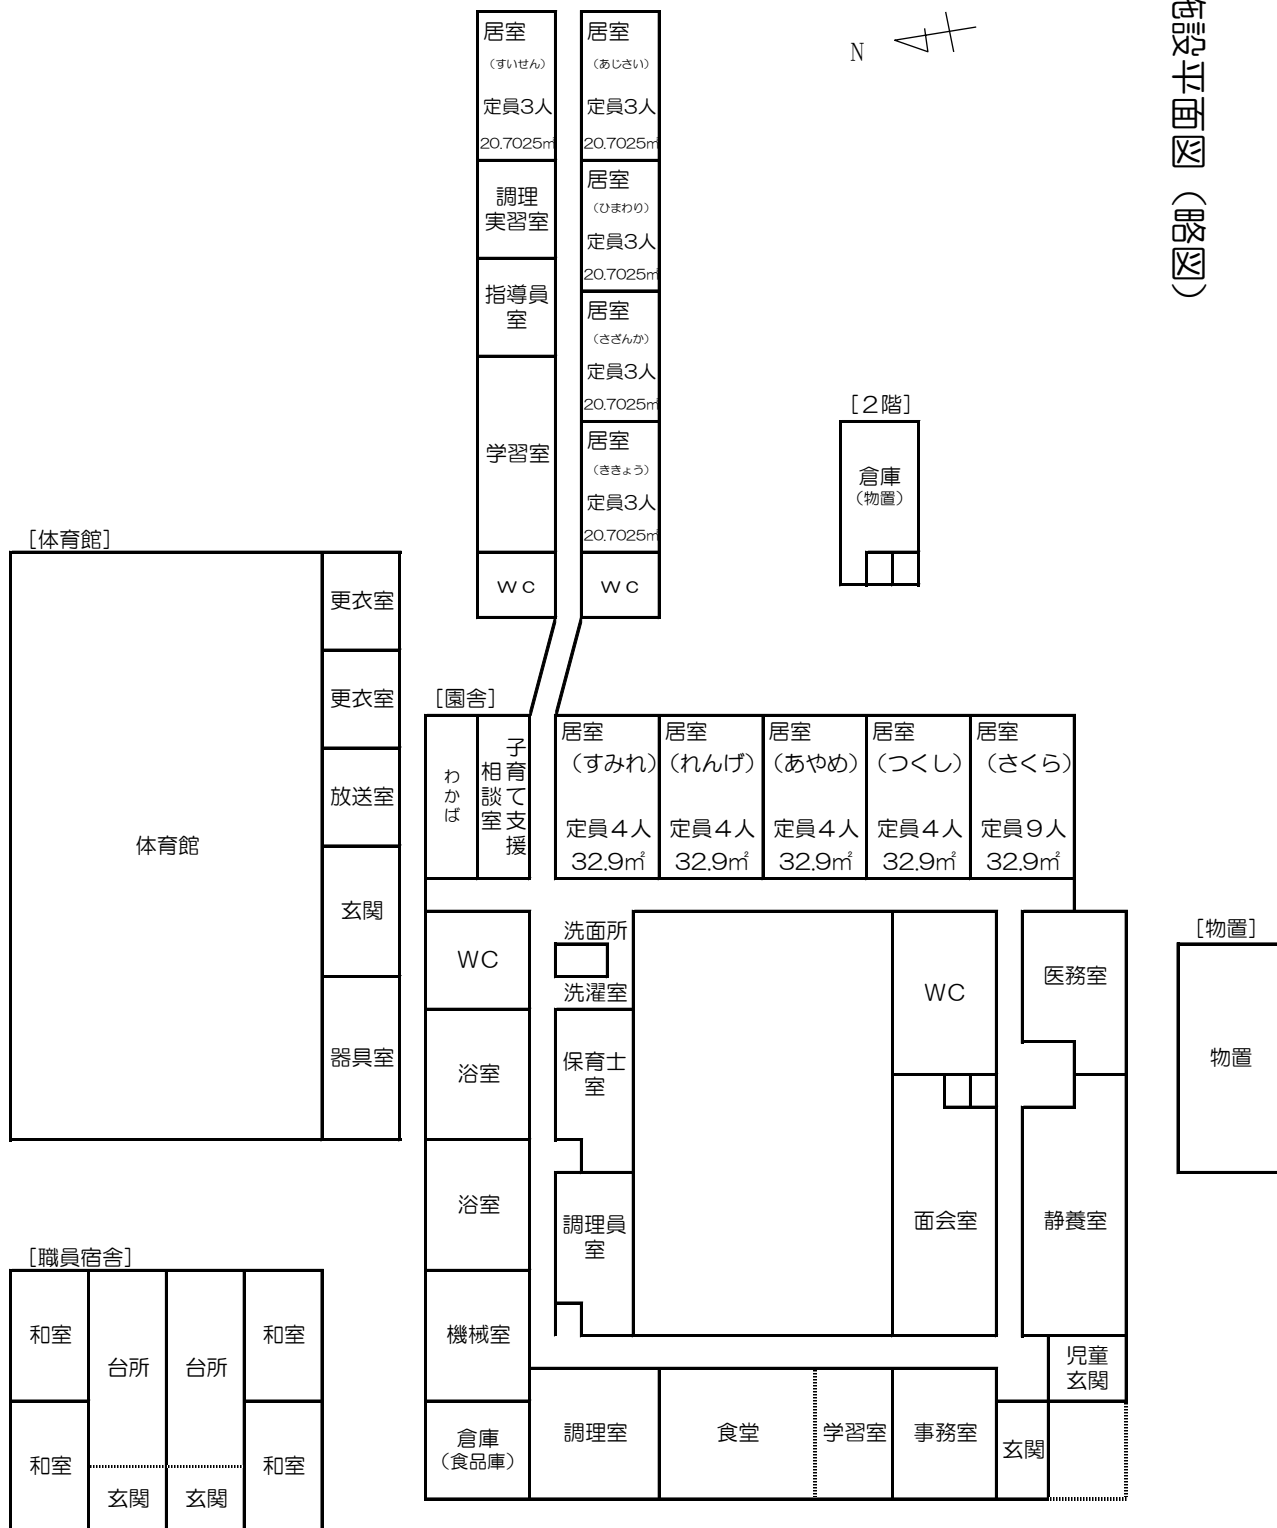 施設平面図（略図）
N
居室
（すいせん）
定員3人
20.7025㎡
居室
（あじさい）
定員3人
20.7025㎡
調理
実習室
居室
（ひまわり）
定員3人
20.7025㎡
指導員
室
居室
（さざんか）
定員3人
20.7025㎡
学習室
居室
（ききょう）
定員3人
20.7025㎡
ＷＣ
ＷＣ
［２階］
倉庫
（物置）
［体育館］
体育館
更衣室
更衣室
放送室
玄関
器具室
［園舎］
わかば
子育て支援
相談室
居室
（すみれ）
定員４人
32.9㎡
居室
（れんげ）
定員４人
32.9㎡
居室
（あやめ）
定員４人
32.9㎡
居室
（つくし）
定員４人
32.9㎡
居室
（さくら）
定員９人
32.9㎡
WC
洗面所
洗濯室
WC
医務室
［物置］
物置
浴室
保育士
室
浴室
調理員
室
面会室
静養室
機械室
児童
玄関
倉庫
（食品庫）
調理室
食堂
学習室
事務室
玄関
［職員宿舎］
和室
台所
台所
和室
和室
玄関
玄関
和室